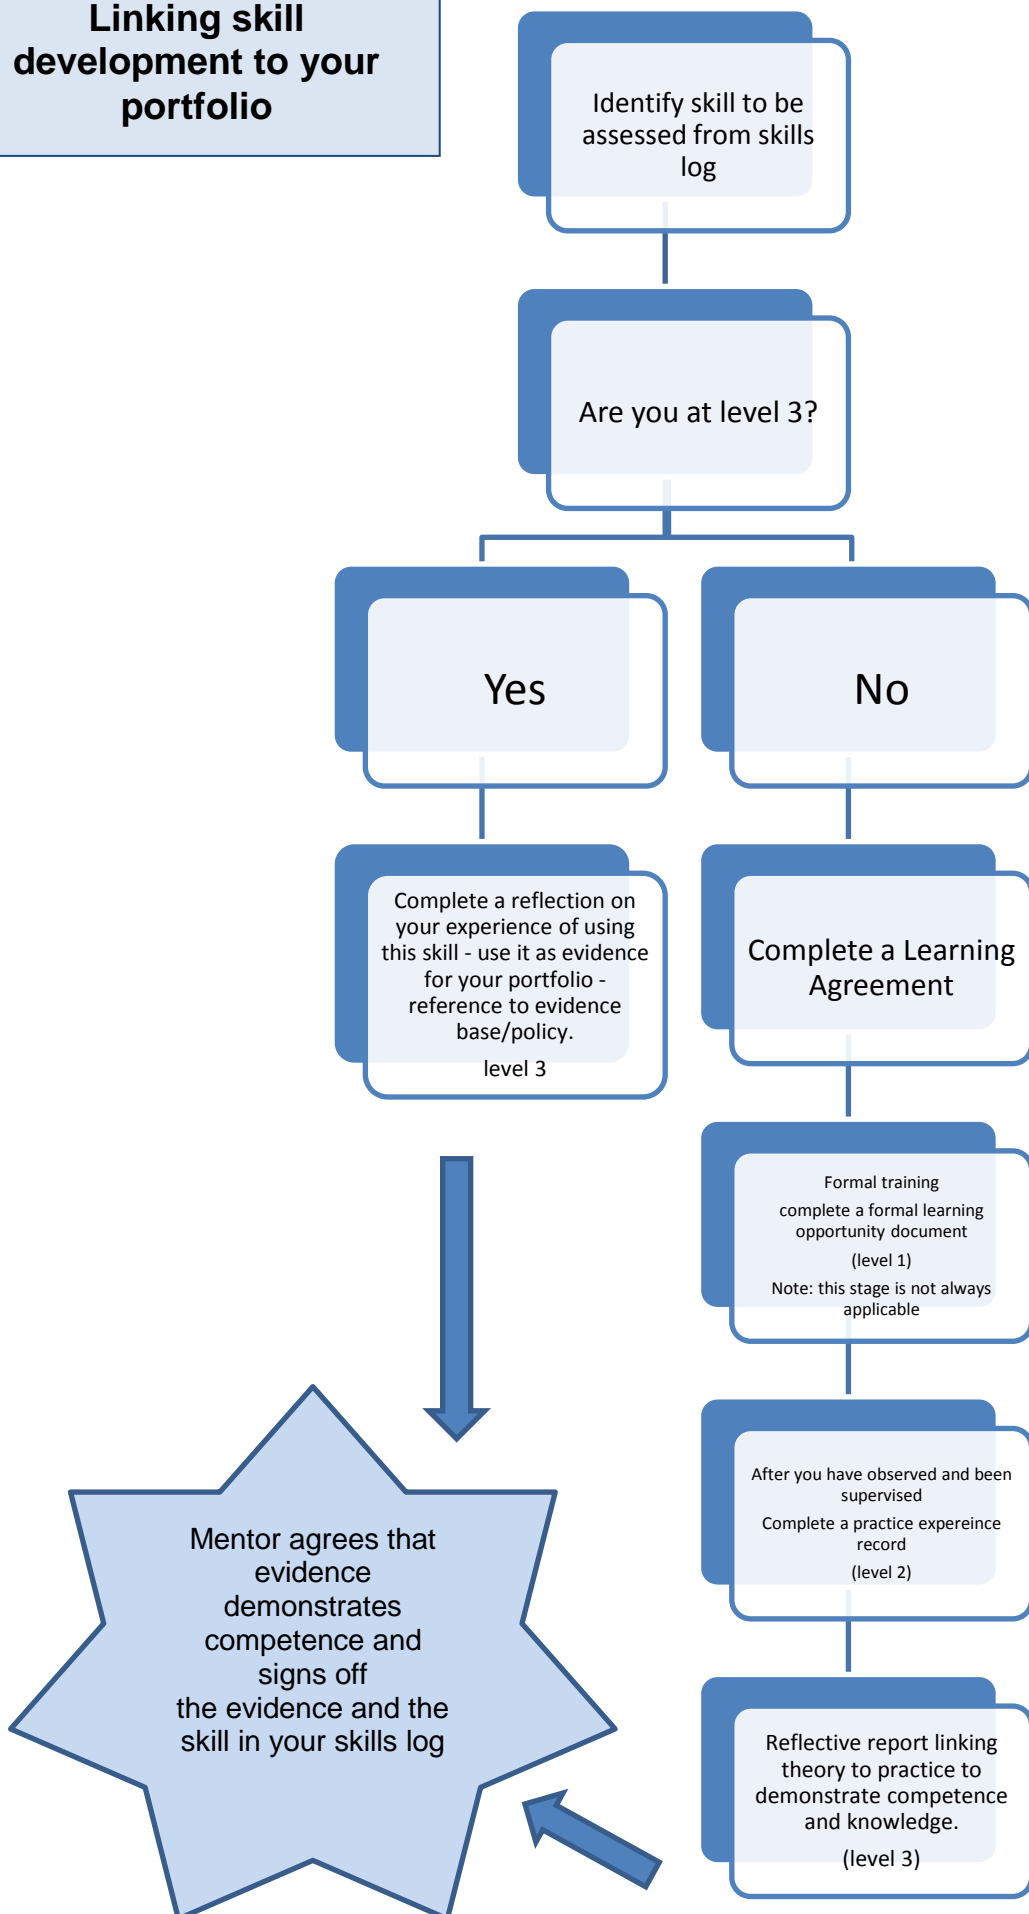 Linking skill
development to your
portfolio
Identify skill to be
assessed from skills
log
Are you at level 3?
Yes
No
Complete a reflection on
your experience of using
this skill - use it as evidence
for your portfolio -
reference to evidence
base/policy.
level 3
Complete a Learning
Agreement
Formal training
complete a formal learning
opportunity document
(level 1)
Note: this stage is not always
applicable
After you have observed and been
supervised
Complete a practice expereince
record
(level 2)
Reflective report linking
theory to practice to
demonstrate competence
and knowledge.
(level 3)
Mentor agrees that
evidence
demonstrates
competence and
signs off
the evidence and the
skill in your skills log